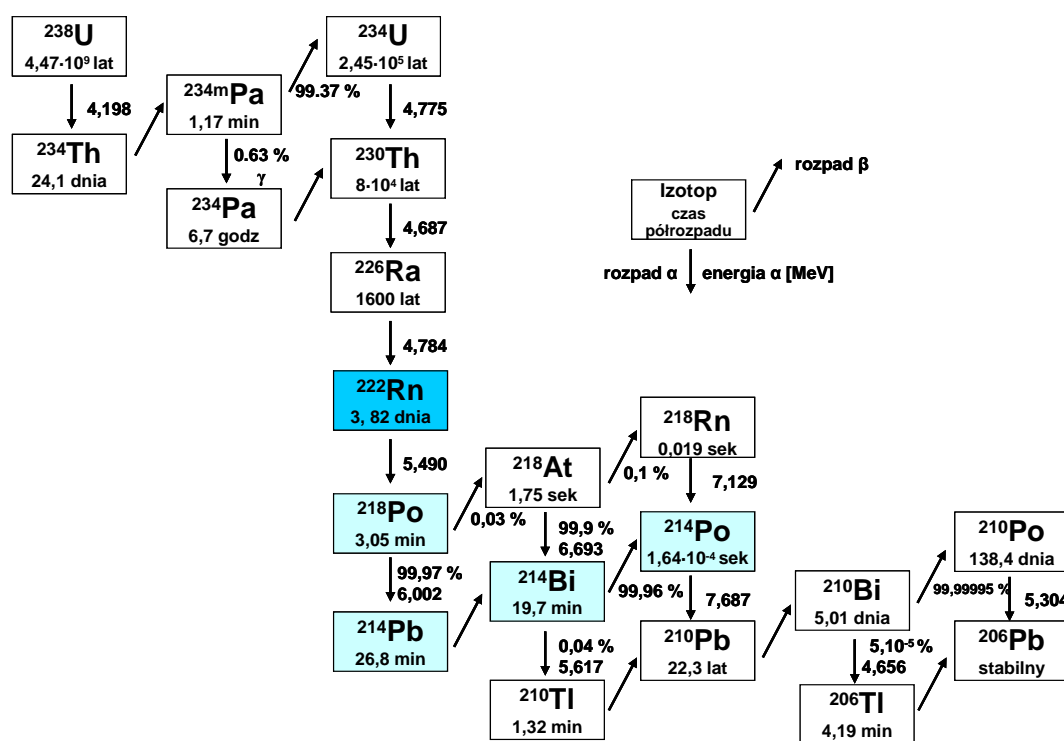 ²³⁸U
4,47·10⁹ lat
4,198
²³⁴Th
24,1 dnia
²³⁴ᵐPa
1,17 min
99.37 %
0.63 %
γ
²³⁴Pa
6,7 godz
²³⁴U
2,45·10⁵ lat
4,775
²³⁰Th
8·10⁴ lat
4,687
²²⁶Ra
1600 lat
4,784
²²²Rn
3, 82 dnia
5,490
²¹⁸Po
3,05 min
0,03 %
99,97 %
6,002
²¹⁴Pb
26,8 min
²¹⁸At
1,75 sek
0,1 %
99,9 %
6,693
²¹⁴Bi
19,7 min
99,96 %
0,04 %
5,617
²¹⁰Tl
1,32 min
²¹⁸Rn
0,019 sek
7,129
²¹⁴Po
1,64·10⁻⁴ sek
7,687
²¹⁰Pb
22,3 lat
²¹⁰Bi
5,01 dnia
99,99995 %
5,10⁻⁵ %
4,656
²⁰⁶Tl
4,19 min
²¹⁰Po
138,4 dnia
5,304
²⁰⁶Pb
stabilny
Izotop
czas
półrozpadu
rozpad β
rozpad α
energia α [MeV]